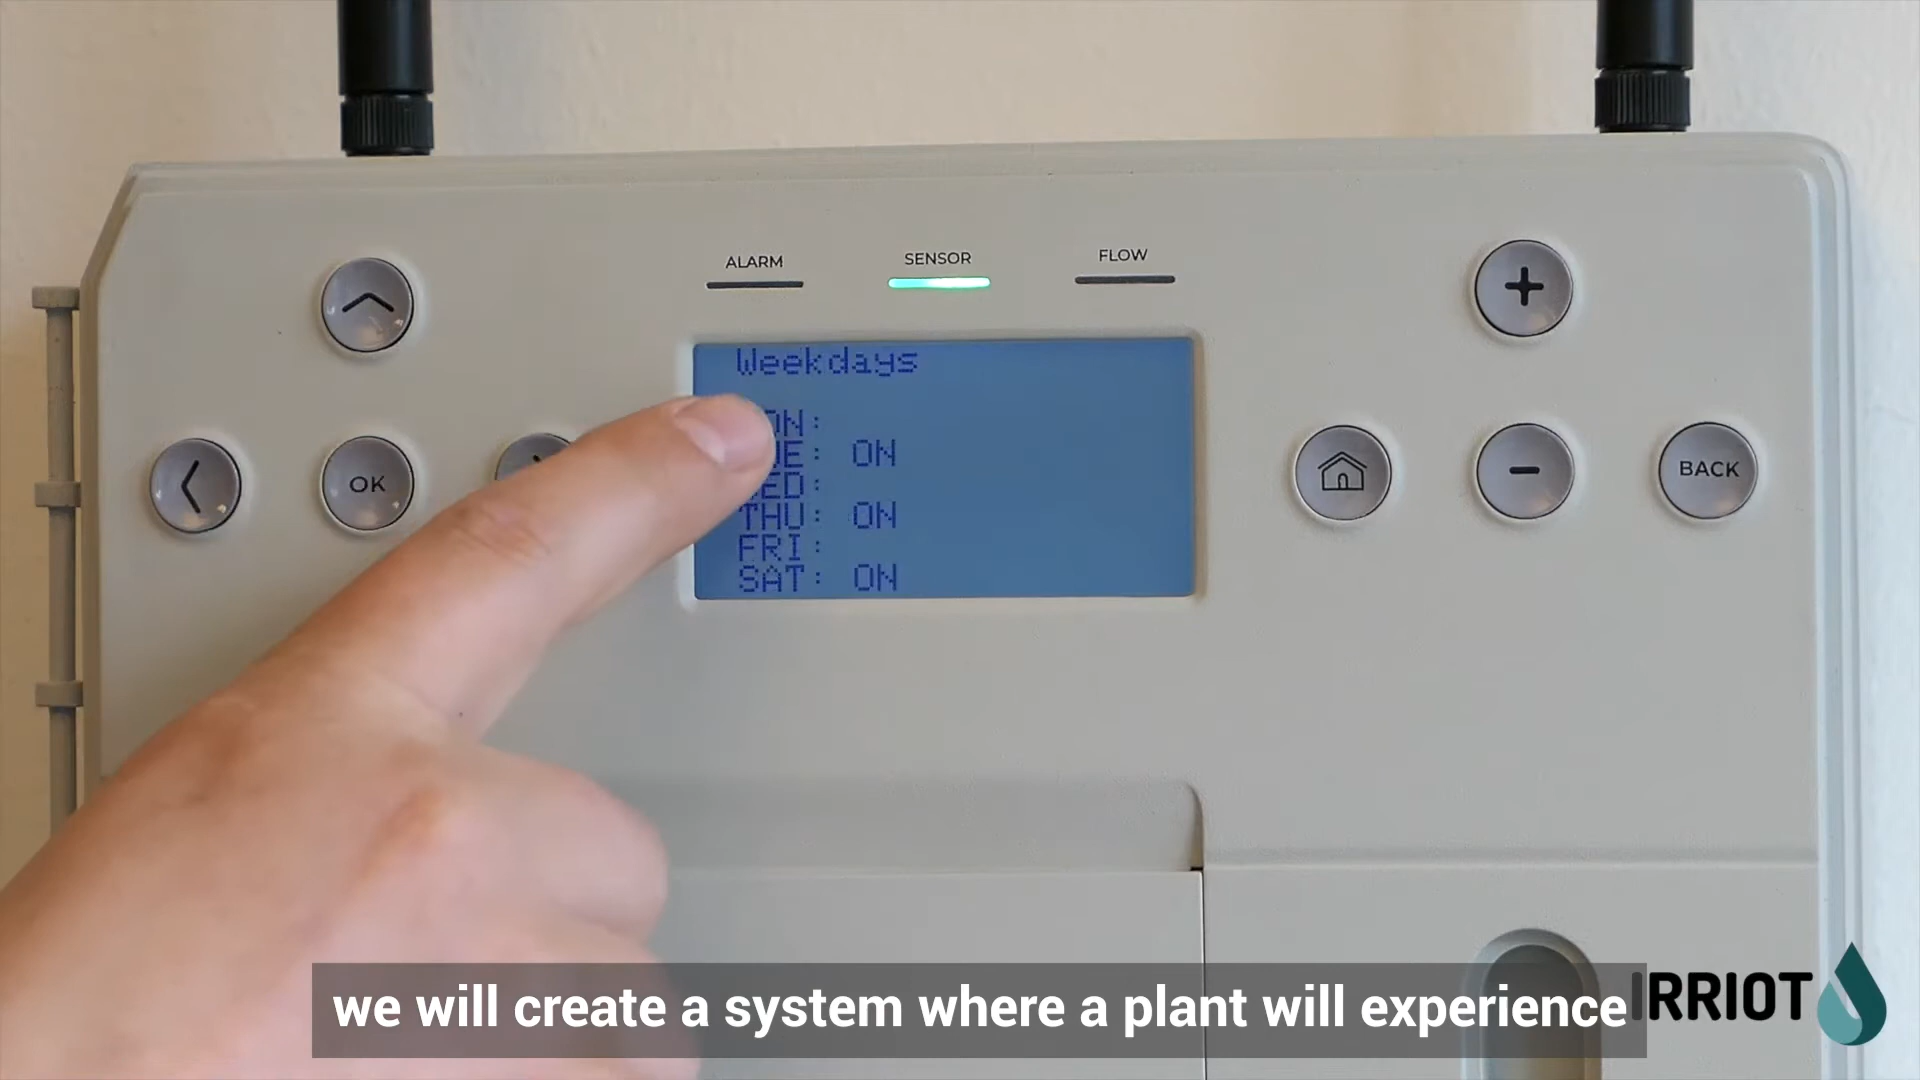 ALARM
SENSOR
FLOW
Weekdays
ON:
E: ON
ED:
THU: ON
FRI:
SAT: ON
OK
BACK
we will create a system where a plant will experience
IRRIOT